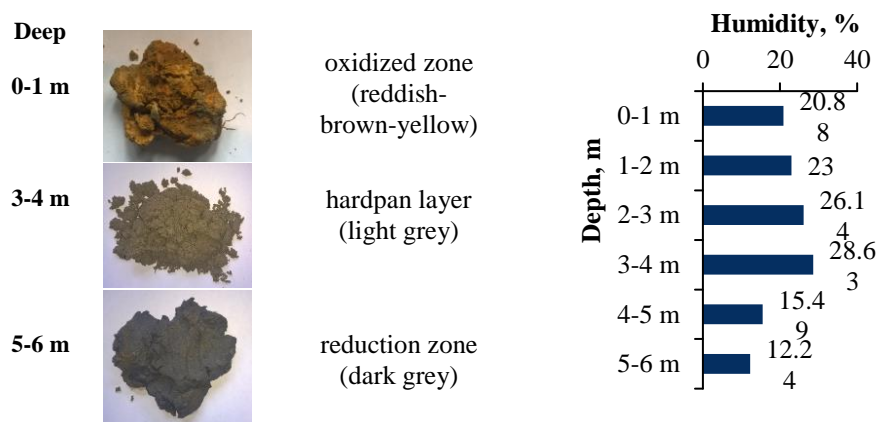 Deep
0-1 m
oxidized zone
(reddish-
brown-yellow)
3-4 m
hardpan layer
(light grey)
5-6 m
reduction zone
(dark grey)
Humidity, %
0 20 40
Depth, m
0-1 m
20.8
8
1-2 m
23
2-3 m
26.1
4
3-4 m
28.6
3
4-5 m
15.4
9
5-6 m
12.2
4